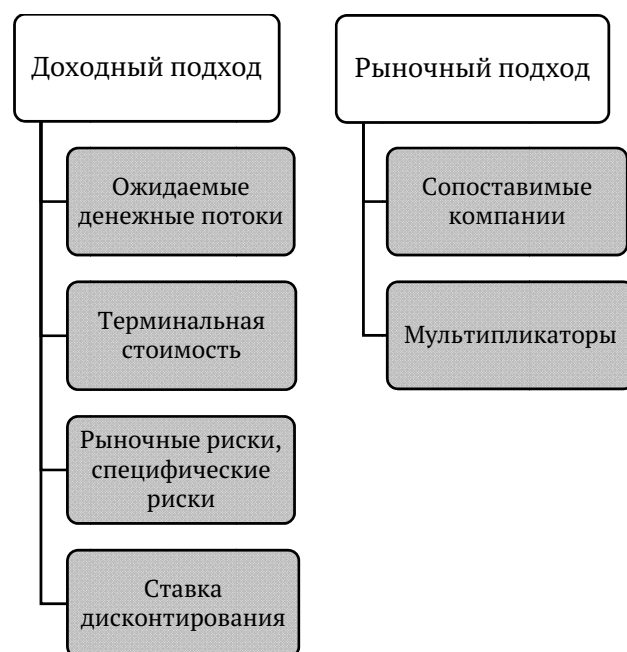 Доходный подход
Ожидаемые
денежные потоки
Терминальная
стоимость
Рыночные риски,
специфические
риски
Ставка
дисконтирования
Рыночный подход
Сопоставимые
компании
Мультипликаторы